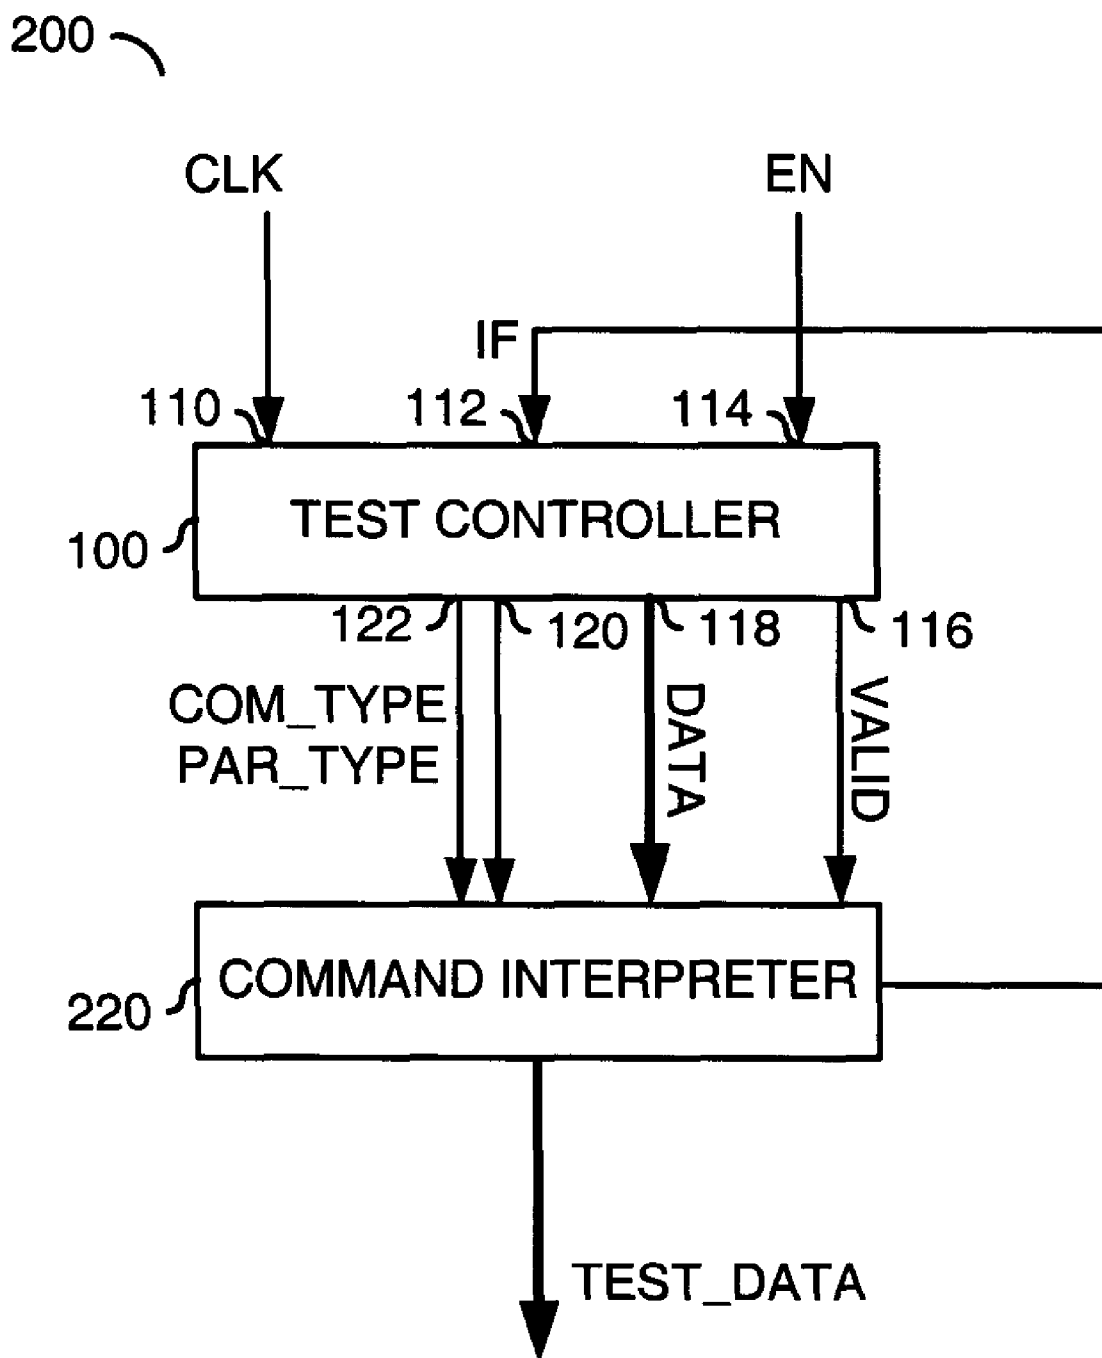 200
CLK
EN
IF
110
112
114
TEST CONTROLLER
100
122
120
118
116
COM_TYPE
PAR_TYPE
DATA
VALID
COMMAND INTERPRETER
220
TEST_DATA